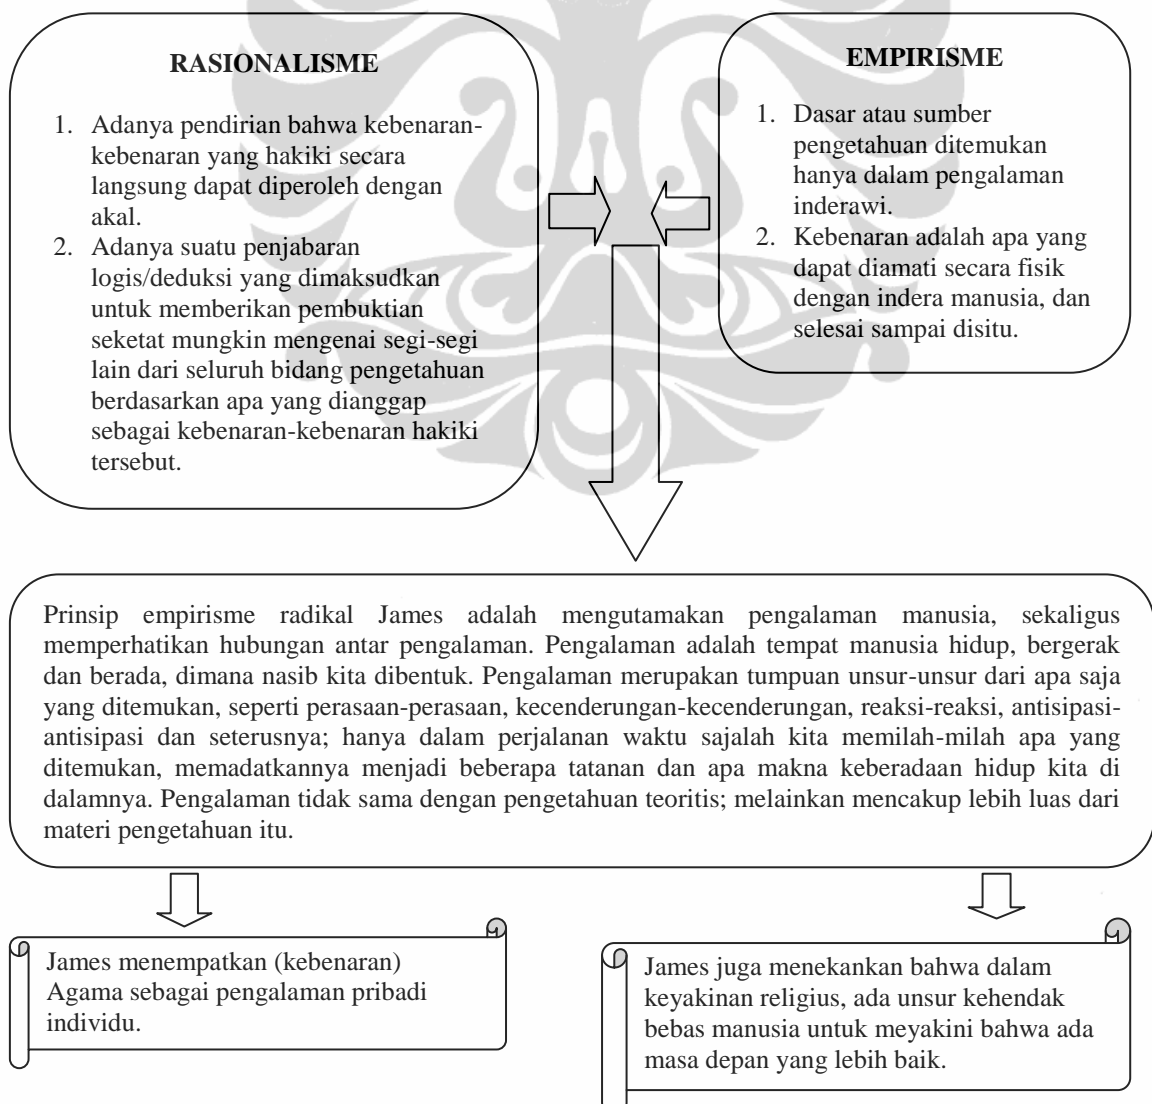 RASIONALISME
1. Adanya pendirian bahwa kebenaran-
kebenaran yang hakiki secara
langsung dapat diperoleh dengan
akal.
2. Adanya suatu penjabaran
logis/deduksi yang dimaksudkan
untuk memberikan pembuktian
seketat mungkin mengenai segi-segi
lain dari seluruh bidang pengetahuan
berdasarkan apa yang dianggap
sebagai kebenaran-kebenaran hakiki
tersebut.
EMPIRISME
1. Dasar atau sumber
pengetahuan ditemukan
hanya dalam pengalaman
inderawi.
2. Kebenaran adalah apa yang
dapat diamati secara fisik
dengan indera manusia, dan
selesai sampai disitu.
Prinsip empirisme radikal James adalah mengutamakan pengalaman manusia, sekaligus
memperhatikan hubungan antar pengalaman. Pengalaman adalah tempat manusia hidup, bergerak
dan berada, dimana nasib kita dibentuk. Pengalaman merupakan tumpuan unsur-unsur dari apa saja
yang ditemukan, seperti perasaan-perasaan, kecenderungan-kecenderungan, reaksi-reaksi, antisipasi-
antisipasi dan seterusnya; hanya dalam perjalanan waktu sajalah kita memilah-milah apa yang
ditemukan, memadatkannya menjadi beberapa tatanan dan apa makna keberadaan hidup kita di
dalamnya. Pengalaman tidak sama dengan pengetahuan teoritis; melainkan mencakup lebih luas dari
materi pengetahuan itu.
James menempatkan (kebenaran)
Agama sebagai pengalaman pribadi
individu.
James juga menekankan bahwa dalam
keyakinan religius, ada unsur kehendak
bebas manusia untuk meyakini bahwa ada
masa depan yang lebih baik.